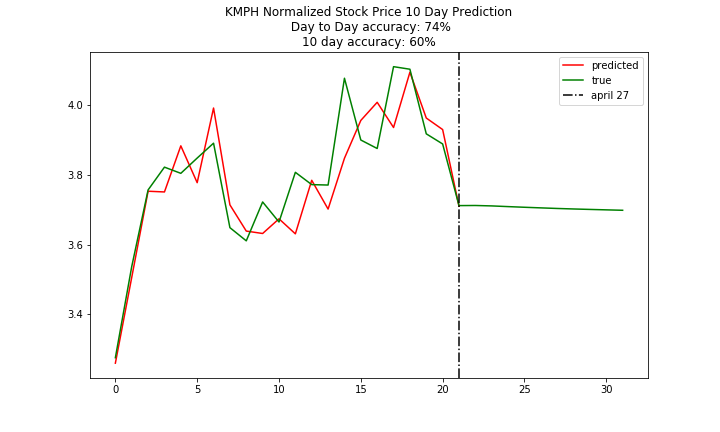 KMPH Normalized Stock Price 10 Day Prediction
Day to Day accuracy: 74%
10 day accuracy: 60%
predicted
true
april 27
4.0
3.8
3.6
3.4
0 5 10 15 20 25 30